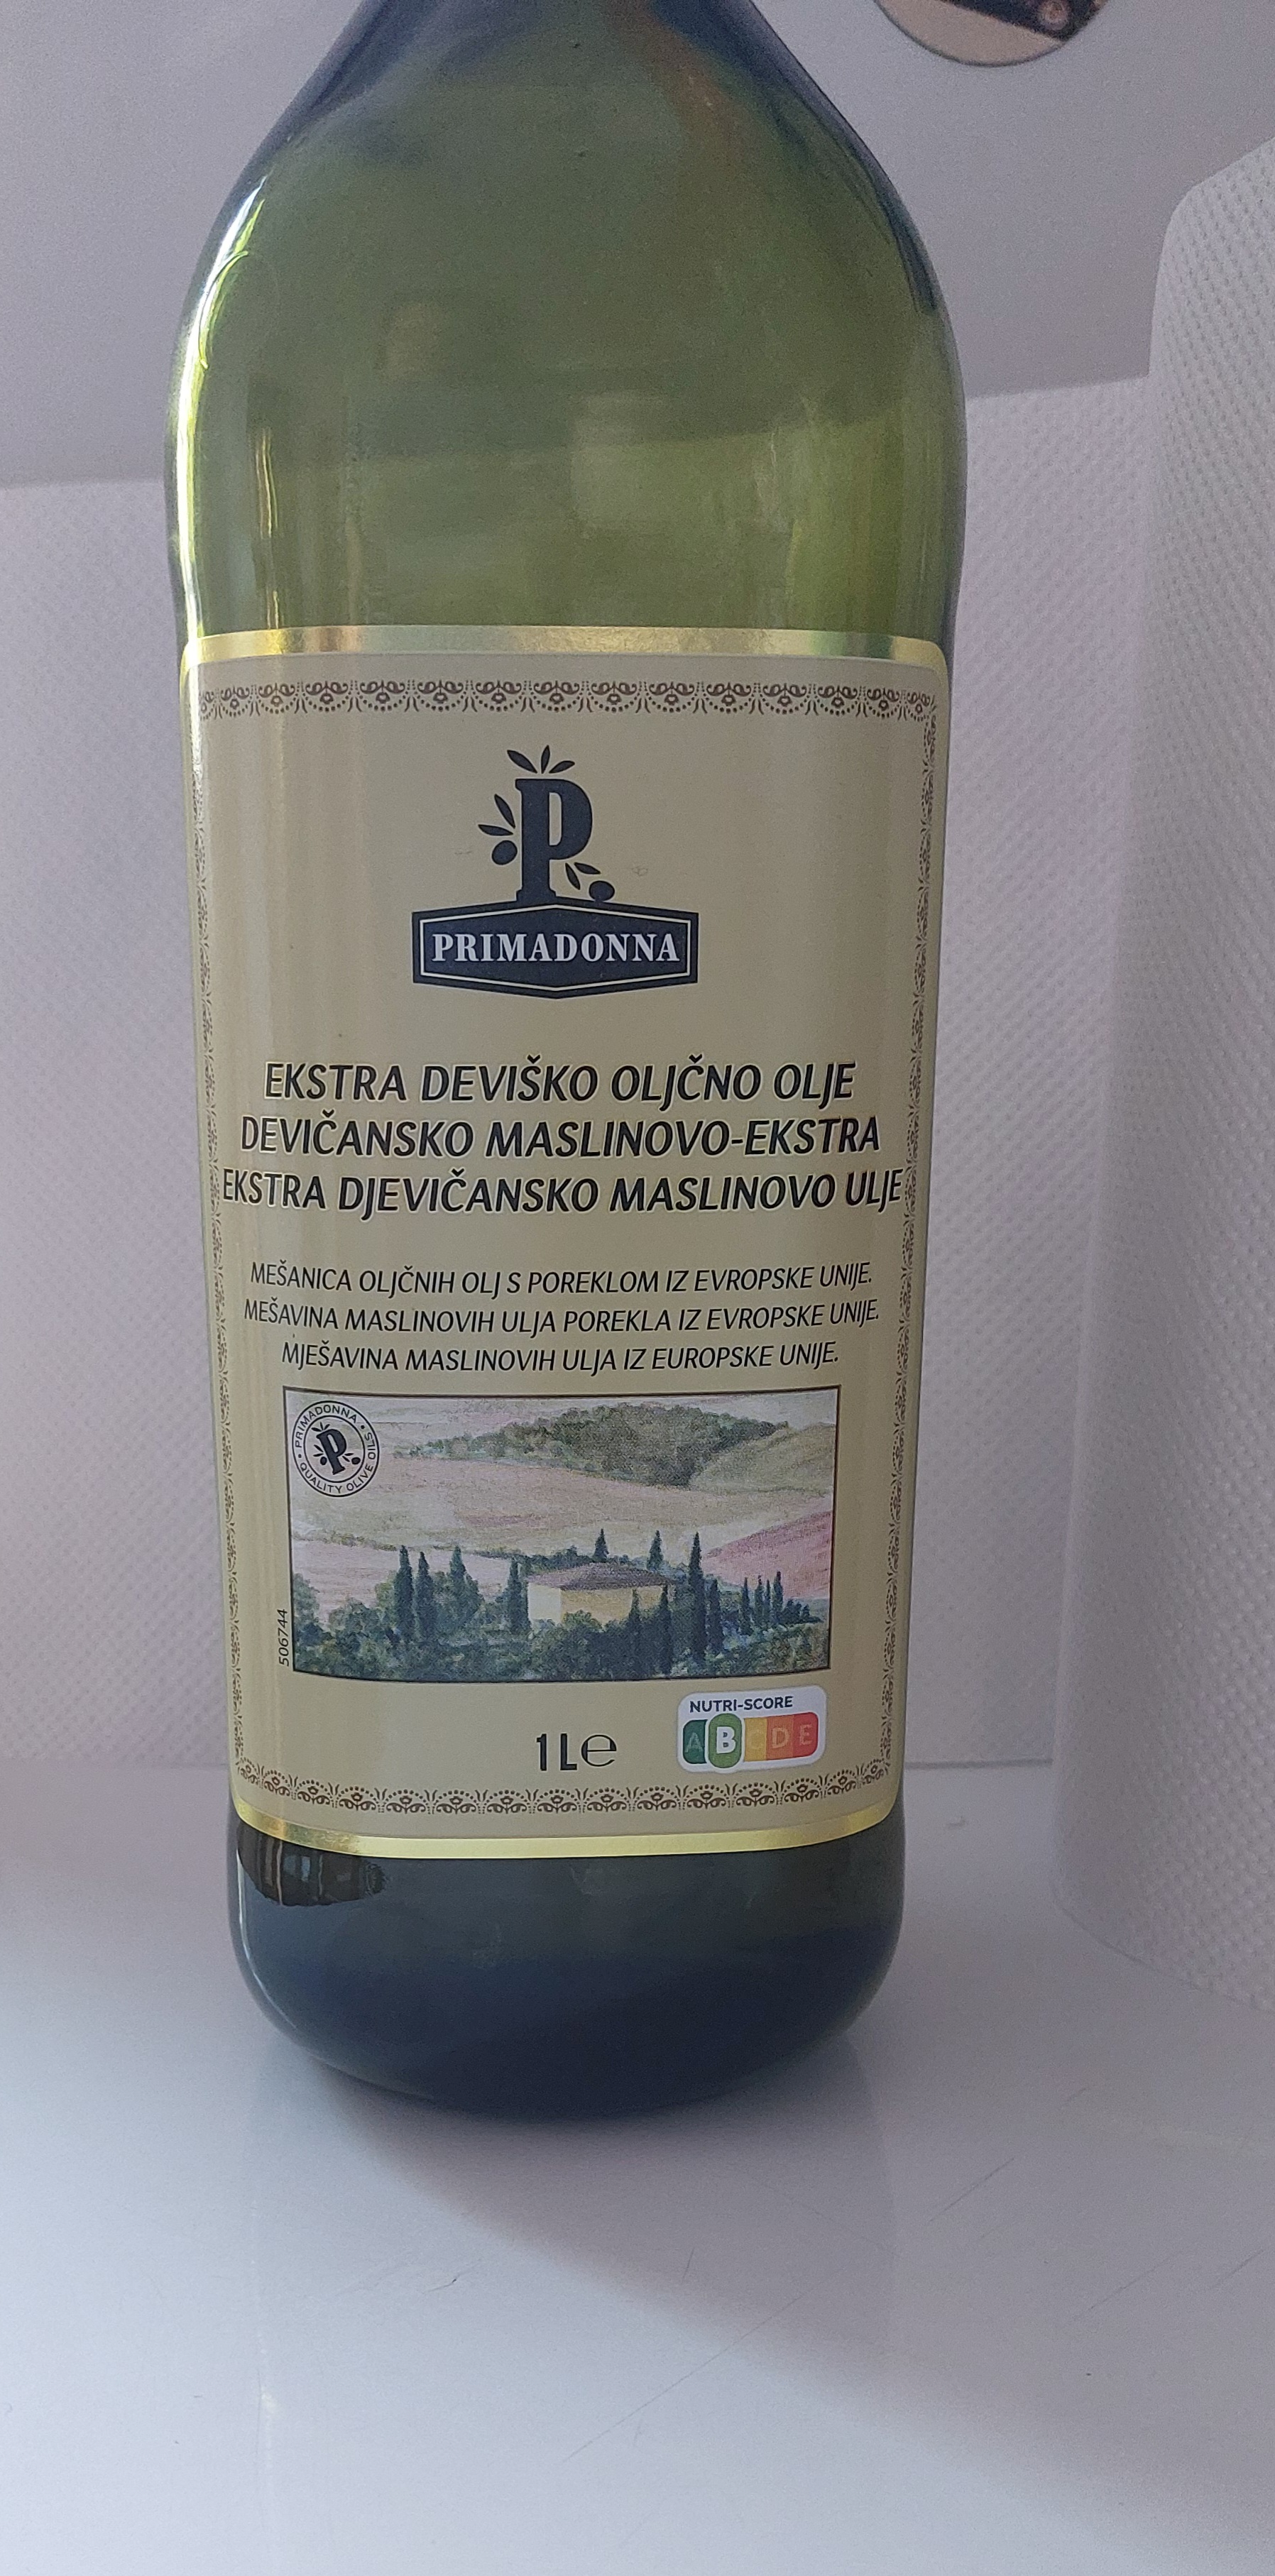 P
PRIMADONNA
EKSTRA DEVIŠKO OLJČNO OLJE
DEVIČANSKO MASLINOVO-EKSTRA
EKSTRA DJEVIČANSKO MASLINOVO ULJE
MEŠANICA OLJČNIH OLJ S POREKLOM IZ EVROPSKE UNIJE.
MEŠAVINA MASLINOVIH ULJA POREKLA IZ EVROPSKE UNIJE.
MJEŠAVINA MASLINOVIH ULJA IZ EUROPSKE UNIJE.
PRIMADONNA • QUALITY OLIVE OILS •
P
506744
1L℮
NUTRI-SCORE
A B C D E